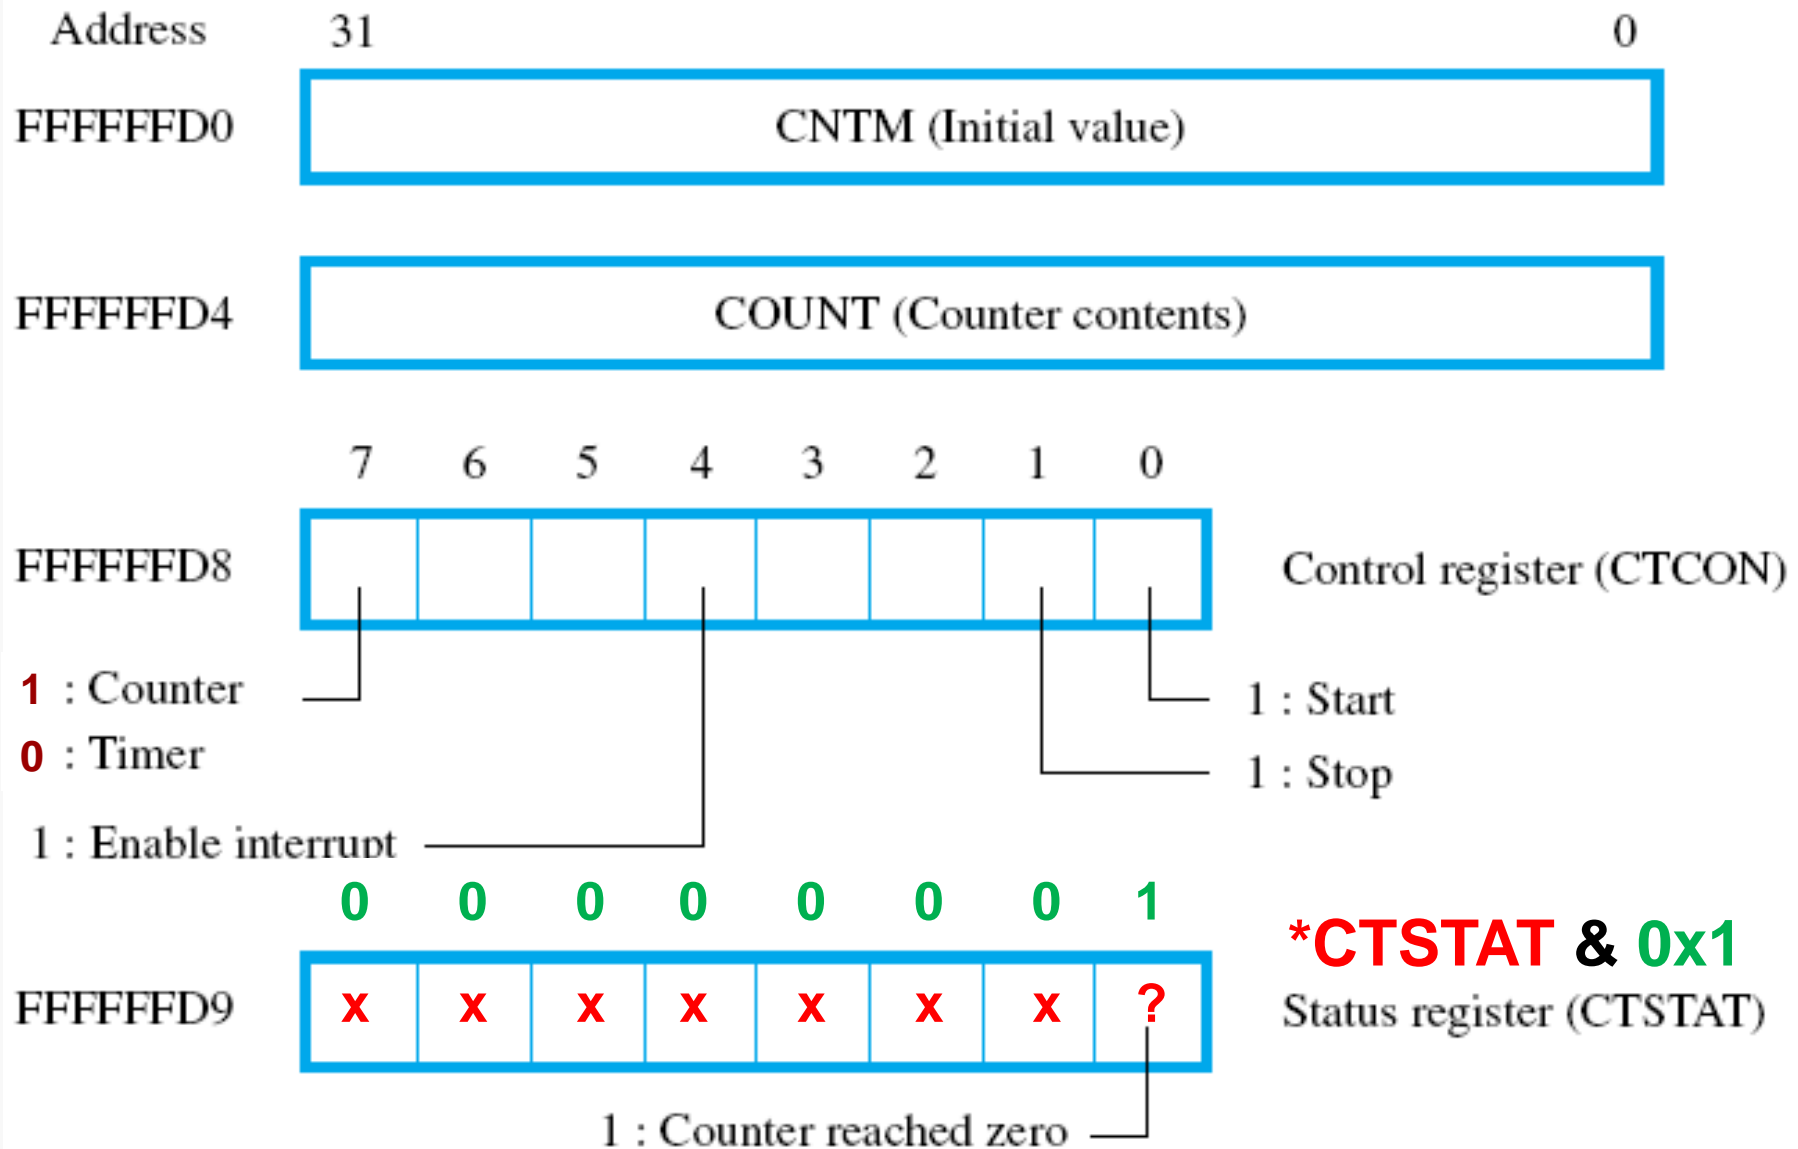 Address 31 0
FFFFFFD0 CNTM (Initial value)
FFFFFFD4 COUNT (Counter contents)
7 6 5 4 3 2 1 0
FFFFFFD8 Control register (CTCON)
1 : Counter
0 : Timer
1 : Start
1 : Stop
1 : Enable interrupt
0 0 0 0 0 0 0 1
*CTSTAT & 0x1
FFFFFFD9 x x x x x x x ? Status register (CTSTAT)
1 : Counter reached zero